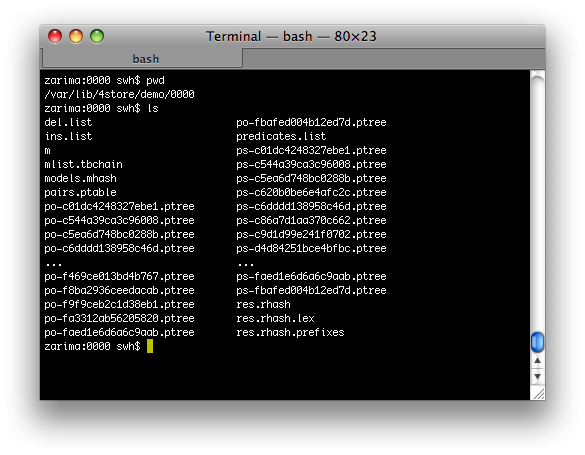 Terminal — bash — 80×23
bash
zarima:0000 swh$ pwd
/var/lib/4store/demo/0000
zarima:0000 swh$ ls
del.list po-fbafed004b12ed7d.ptree
ins.list predicates.list
m ps-c01dc4248327ebe1.ptree
mlist.tbchain ps-c544a39ca3c96008.ptree
models.mhash ps-c5ea6d748bc0288b.ptree
pairs.ptable ps-c620b0be6e4afc2c.ptree
po-c01dc4248327ebe1.ptree ps-c6dddd138958c46d.ptree
po-c544a39ca3c96008.ptree ps-c86a7d1aa370c662.ptree
po-c5ea6d748bc0288b.ptree ps-c9d1d99e241f0702.ptree
po-c6dddd138958c46d.ptree ps-d4d84251bce4bfbc.ptree
... ...
po-f469ce013bd4b767.ptree ps-faed1e6d6a6c9aab.ptree
po-f8ba2936ceedacab.ptree ps-fbafed004b12ed7d.ptree
po-f9f9ceb2c1d38eb1.ptree res.rhash
po-fa3312ab56205820.ptree res.rhash.lex
po-faed1e6d6a6c9aab.ptree res.rhash.prefixes
zarima:0000 swh$